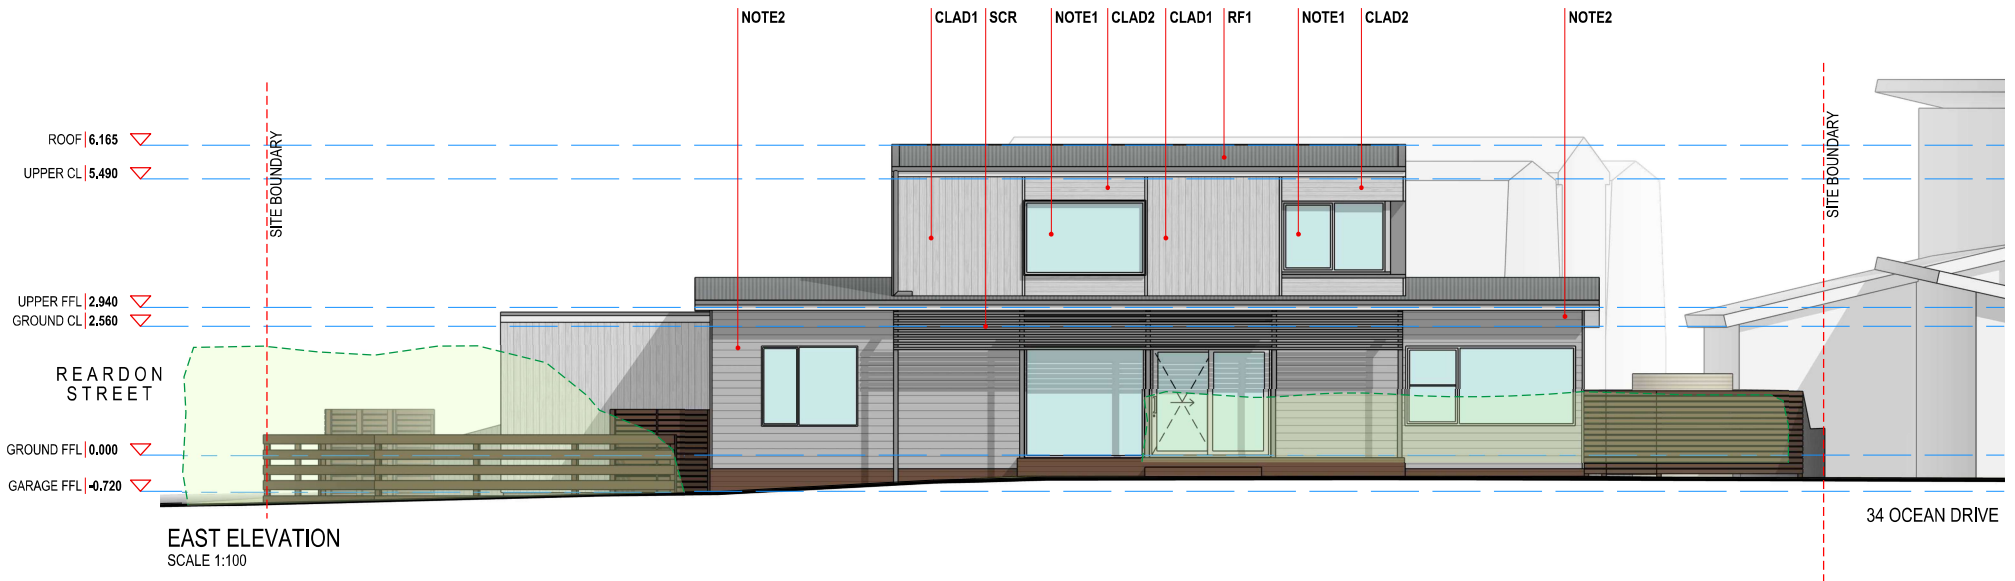 NOTE2 CLAD1 SCR NOTE1 CLAD2 CLAD1 RF1 NOTE1 CLAD2 NOTE2
ROOF 6.165
UPPER CL 5.490
SITE BOUNDARY
SITE BOUNDARY
UPPER FFL 2.940
GROUND CL 2.560
REARDON
STREET
GROUND FFL 0.000
GARAGE FFL -0.720
34 OCEAN DRIVE
EAST ELEVATION
SCALE 1:100